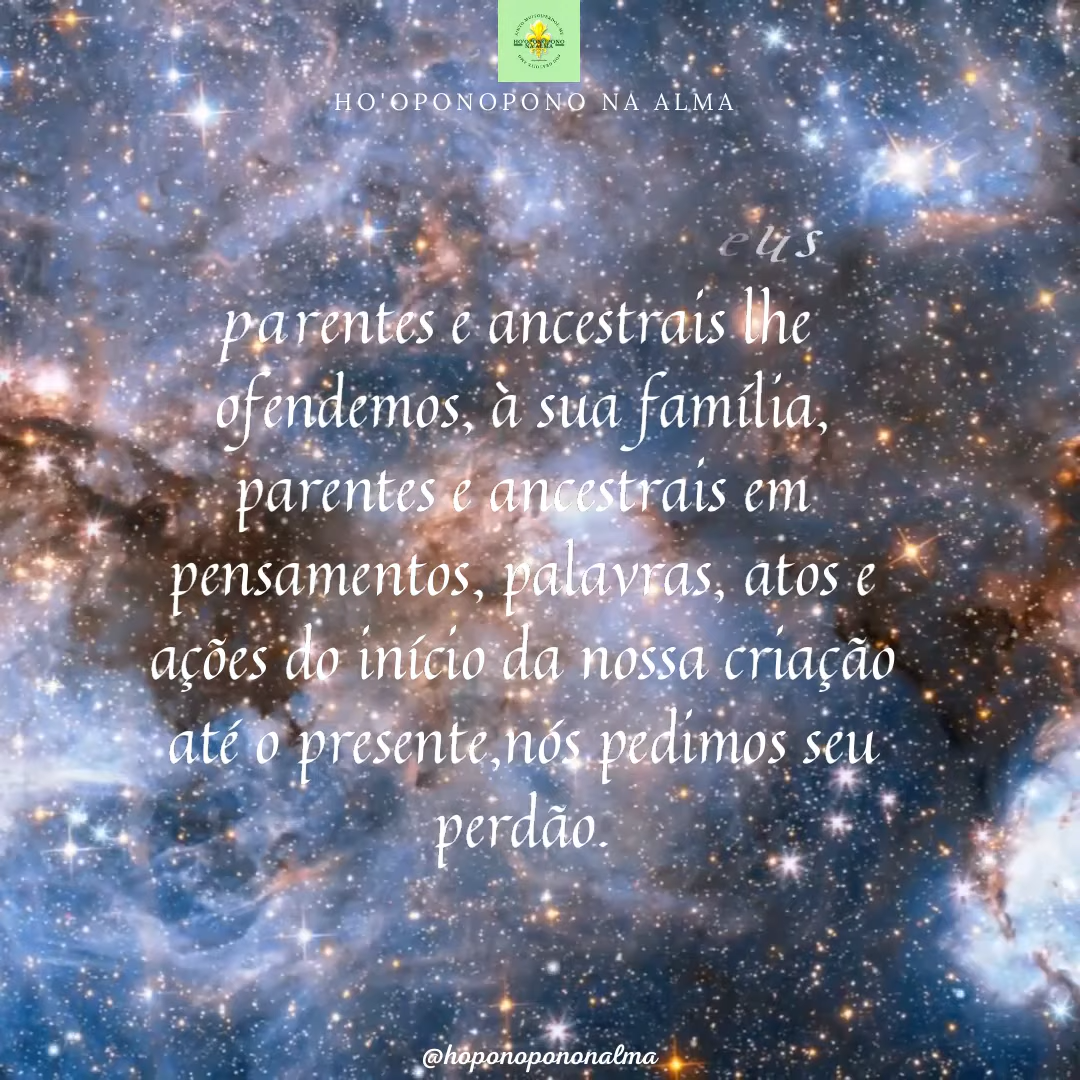 HO'OPONOPONO NA ALMA
eus
parentes e ancestrais lhe
ofendemos, à sua família,
parentes e ancestrais em
pensamentos, palavras, atos e
ações do início da nossa criação
até o presente,nós pedimos seu
perdão.
@hoponopononalma